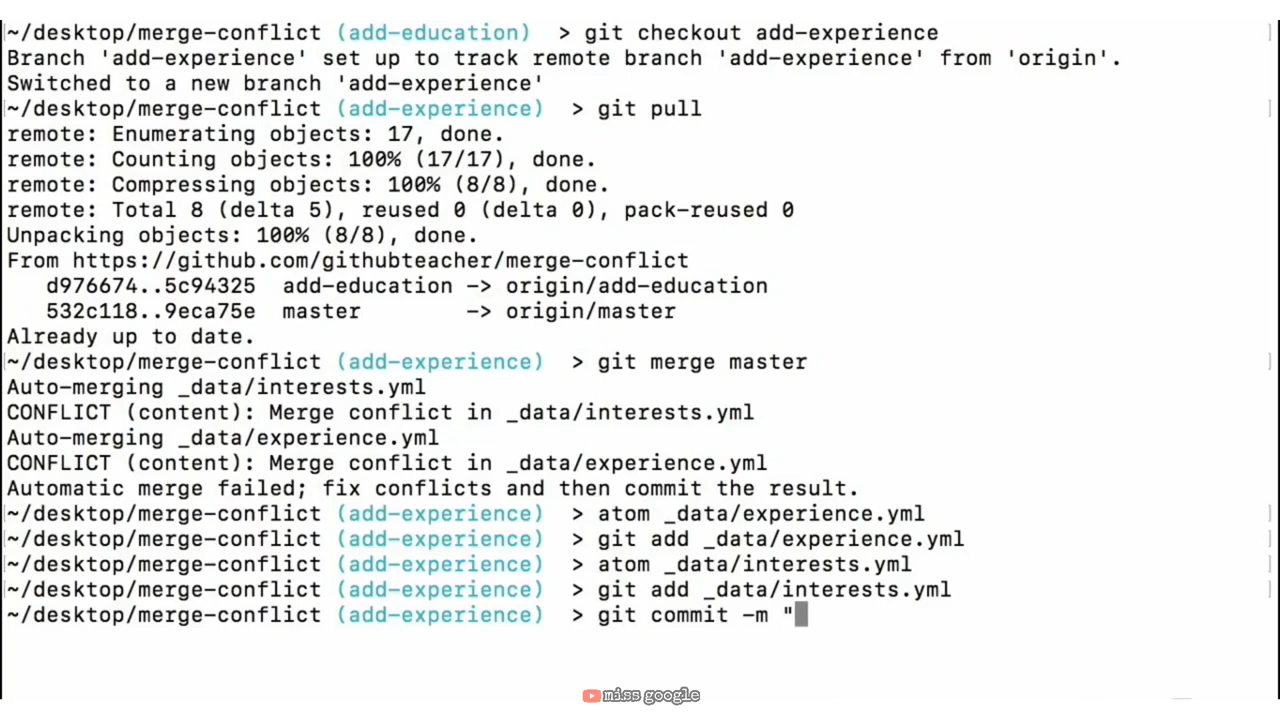 ~/desktop/merge-conflict (add-education) > git checkout add-experience
Branch 'add-experience' set up to track remote branch 'add-experience' from 'origin'.
Switched to a new branch 'add-experience'
~/desktop/merge-conflict (add-experience) > git pull
remote: Enumerating objects: 17, done.
remote: Counting objects: 100% (17/17), done.
remote: Compressing objects: 100% (8/8), done.
remote: Total 8 (delta 5), reused 0 (delta 0), pack-reused 0
Unpacking objects: 100% (8/8), done.
From https://github.com/githubteacher/merge-conflict
d976674..5c94325 add-education -> origin/add-education
532c118..9eca75e master -> origin/master
Already up to date.
~/desktop/merge-conflict (add-experience) > git merge master
Auto-merging _data/interests.yml
CONFLICT (content): Merge conflict in _data/interests.yml
Auto-merging _data/experience.yml
CONFLICT (content): Merge conflict in _data/experience.yml
Automatic merge failed; fix conflicts and then commit the result.
~/desktop/merge-conflict (add-experience) > atom _data/experience.yml
~/desktop/merge-conflict (add-experience) > git add _data/experience.yml
~/desktop/merge-conflict (add-experience) > atom _data/interests.yml
~/desktop/merge-conflict (add-experience) > git add _data/interests.yml
~/desktop/merge-conflict (add-experience) > git commit -m "
miss google